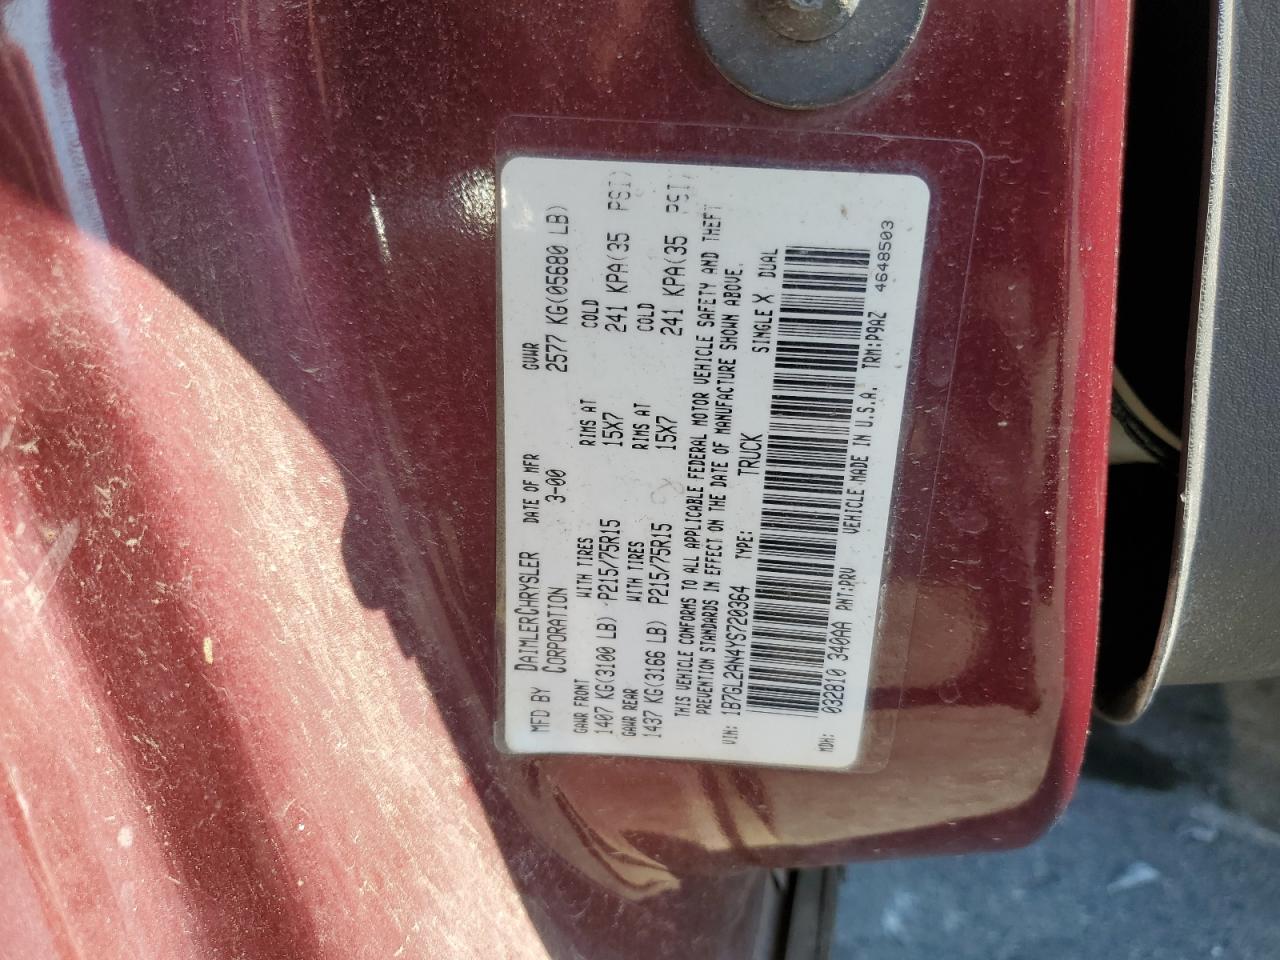 MFD BY DAIMLERCHRYSLER CORPORATION DATE OF MFR 3-00 GVWR 2577 KG(05680 LB)
GAWR FRONT WITH TIRES RIMS AT COLD
1407 KG(3100 LB) P215/75R15 15X7 241 KPA(35 PSI)
GAWR REAR WITH TIRES RIMS AT COLD
1437 KG(3166 LB) P215/75R15 15X7 241 KPA(35 PSI)
THIS VEHICLE CONFORMS TO ALL APPLICABLE FEDERAL MOTOR VEHICLE SAFETY AND THEFT
PREVENTION STANDARDS IN EFFECT ON THE DATE OF MANUFACTURE SHOWN ABOVE.
VIN: 1B7GL2AN4YS720364 TYPE: TRUCK SINGLE X DUAL
MDH: 032810 340AA PNT:PRV VEHICLE MADE IN U.S.A. TRM:P9AZ 4648503